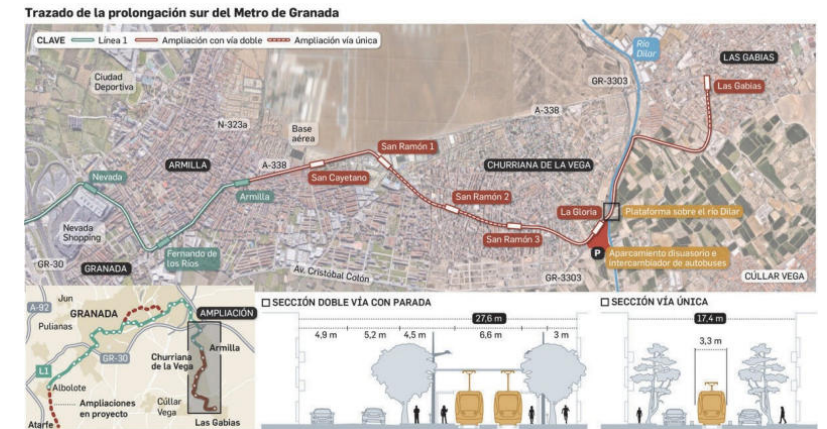 Trazado de la prolongación sur del Metro de Granada
CLAVE Línea 1 Ampliación con vía doble Ampliación vía única
Río
Dilar
LAS GABIAS
Ciudad
Deportiva
GR-3303
Las Gabias
N-323a
A-338
Base
aérea
San Ramón 1
ARMILLA
A-338
CHURRIANA DE LA VEGA
Nevada
San Cayetano
Armilla
San Ramón 2
La Gloria
Plataforma sobre el río Dilar
Nevada
Shopping
San Ramón 3
Fernando de
los Ríos
P
Aparcamiento disuasorio e
intercambiador de autobuses
GR-30
GRANADA
Av. Cristóbal Colón
GR-3303
CÚLLAR VEGA
Jun
A-92
GRANADA
AMPLIACIÓN
Pulianas
GR-30
Armilla
Churriana
de la Vega
L1
Albolote
Cúllar
Vega
Ampliaciones
en proyecto
Atarfe
Las Gabias
SECCIÓN DOBLE VÍA CON PARADA
27,6 m
4,9 m 5,2 m 4,5 m 6,6 m 3 m
SECCIÓN VÍA ÚNICA
17,4 m
3,3 m